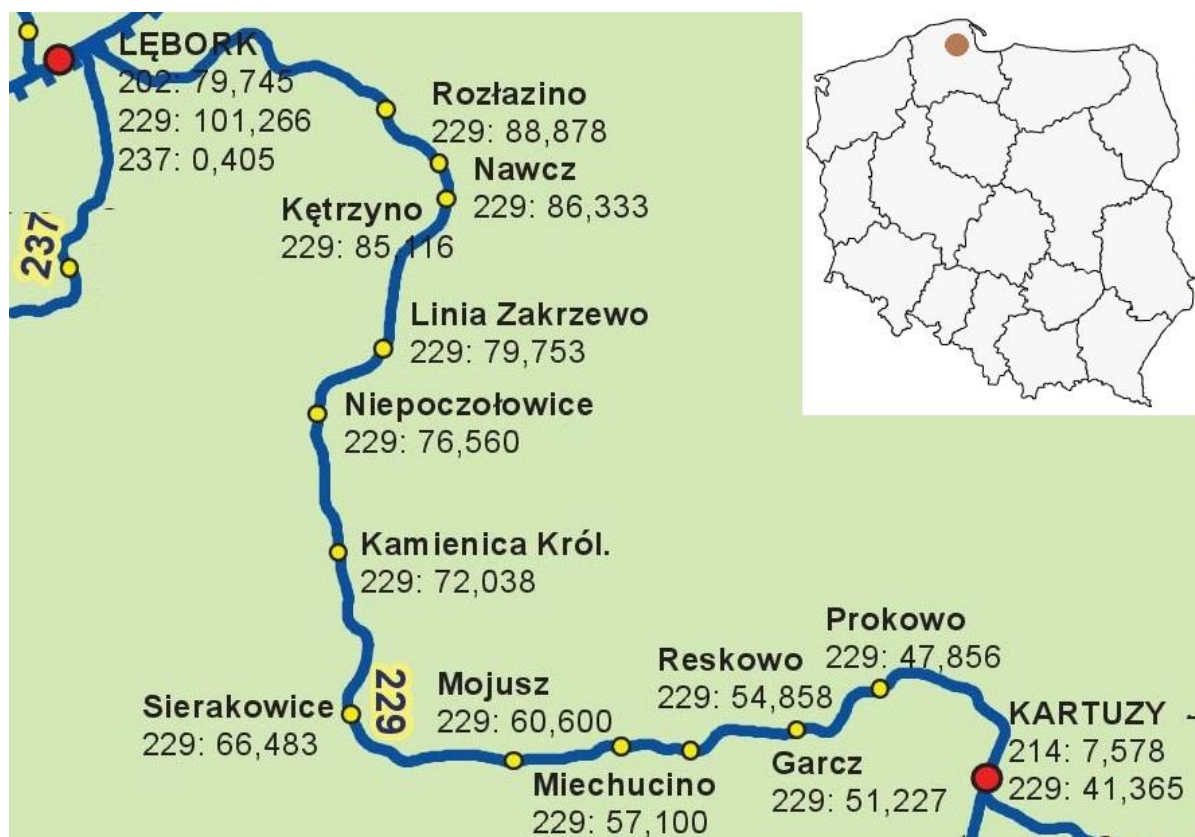 LĘBORK
202: 79,745
229: 101,266
237: 0,405
Rozłazino
229: 88,878
Nawcz
229: 86,333
Kętrzyno
229: 85,116
237
Linia Zakrzewo
229: 79,753
Niepoczołowice
229: 76,560
Kamienica Król.
229: 72,038
Sierakowice
229: 66,483
229
Mojusz
229: 60,600
Miechucino
229: 57,100
Reskowo
229: 54,858
Garcz
229: 51,227
Prokowo
229: 47,856
KARTUZY
214: 7,578
229: 41,365